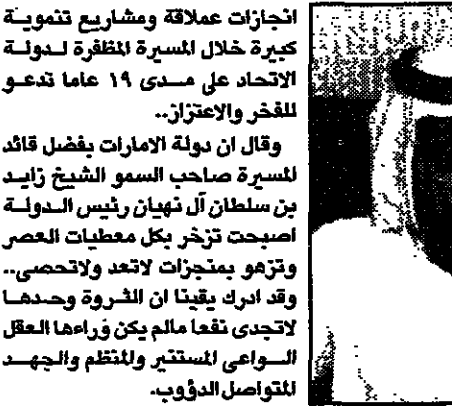 انجازات عملاقة ومشاريع تنموية
كبيرة خلال المسيرة المظفرة لدولة
الاتحاد على مدى ١٩ عاما تدعو
للفخر والاعتزاز..
وقال ان دولة الامارات بفضل قائد
المسيرة صاحب السمو الشيخ زايد
بن سلطان آل نهيان رئيس الدولة
اصبحت تزخر بكل معطيات العصر
وتزهو بمنجزات لاتعد ولاتحصى..
وقد ادرك يقينا ان الثروة وحدها
لاتجدى نفعا مالم يكن وراءها العقل
الواعى المستنير والمنظم والجهد
المتواصل الدؤوب.